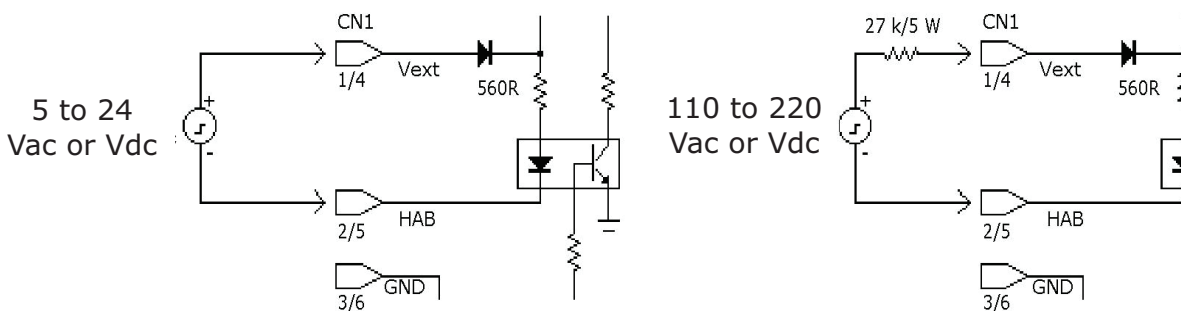 CN1
1/4
Vext
560R
5 to 24
Vac or Vdc
+
-
2/5
HAB
3/6
GND
27 k/5 W
CN1
1/4
Vext
560R
110 to 220
Vac or Vdc
+
-
2/5
HAB
3/6
GND